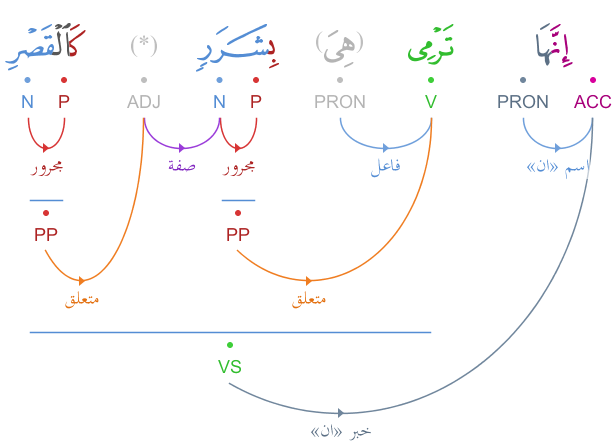 إِنَّهَا تَرْمِى (هِىَ) بِشَرَرٍ (*) كَٱلْقَصْرِ
ACC PRON V PRON P N ADJ P N
اسم «ان» فاعل مجرور صفة مجرور
PP PP
متعلق متعلق
VS
خبر «ان»